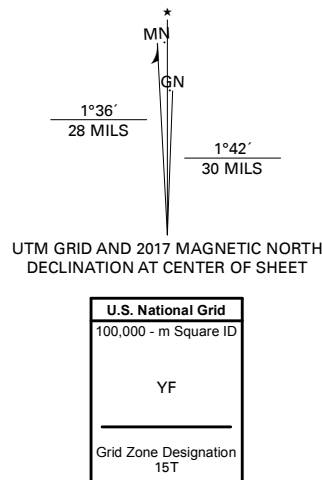 ★
MN
GN
1°36´
28 MILS
1°42´
30 MILS
UTM GRID AND 2017 MAGNETIC NORTH
DECLINATION AT CENTER OF SHEET
U.S. National Grid
100,000 - m Square ID
YF
Grid Zone Designation
15T